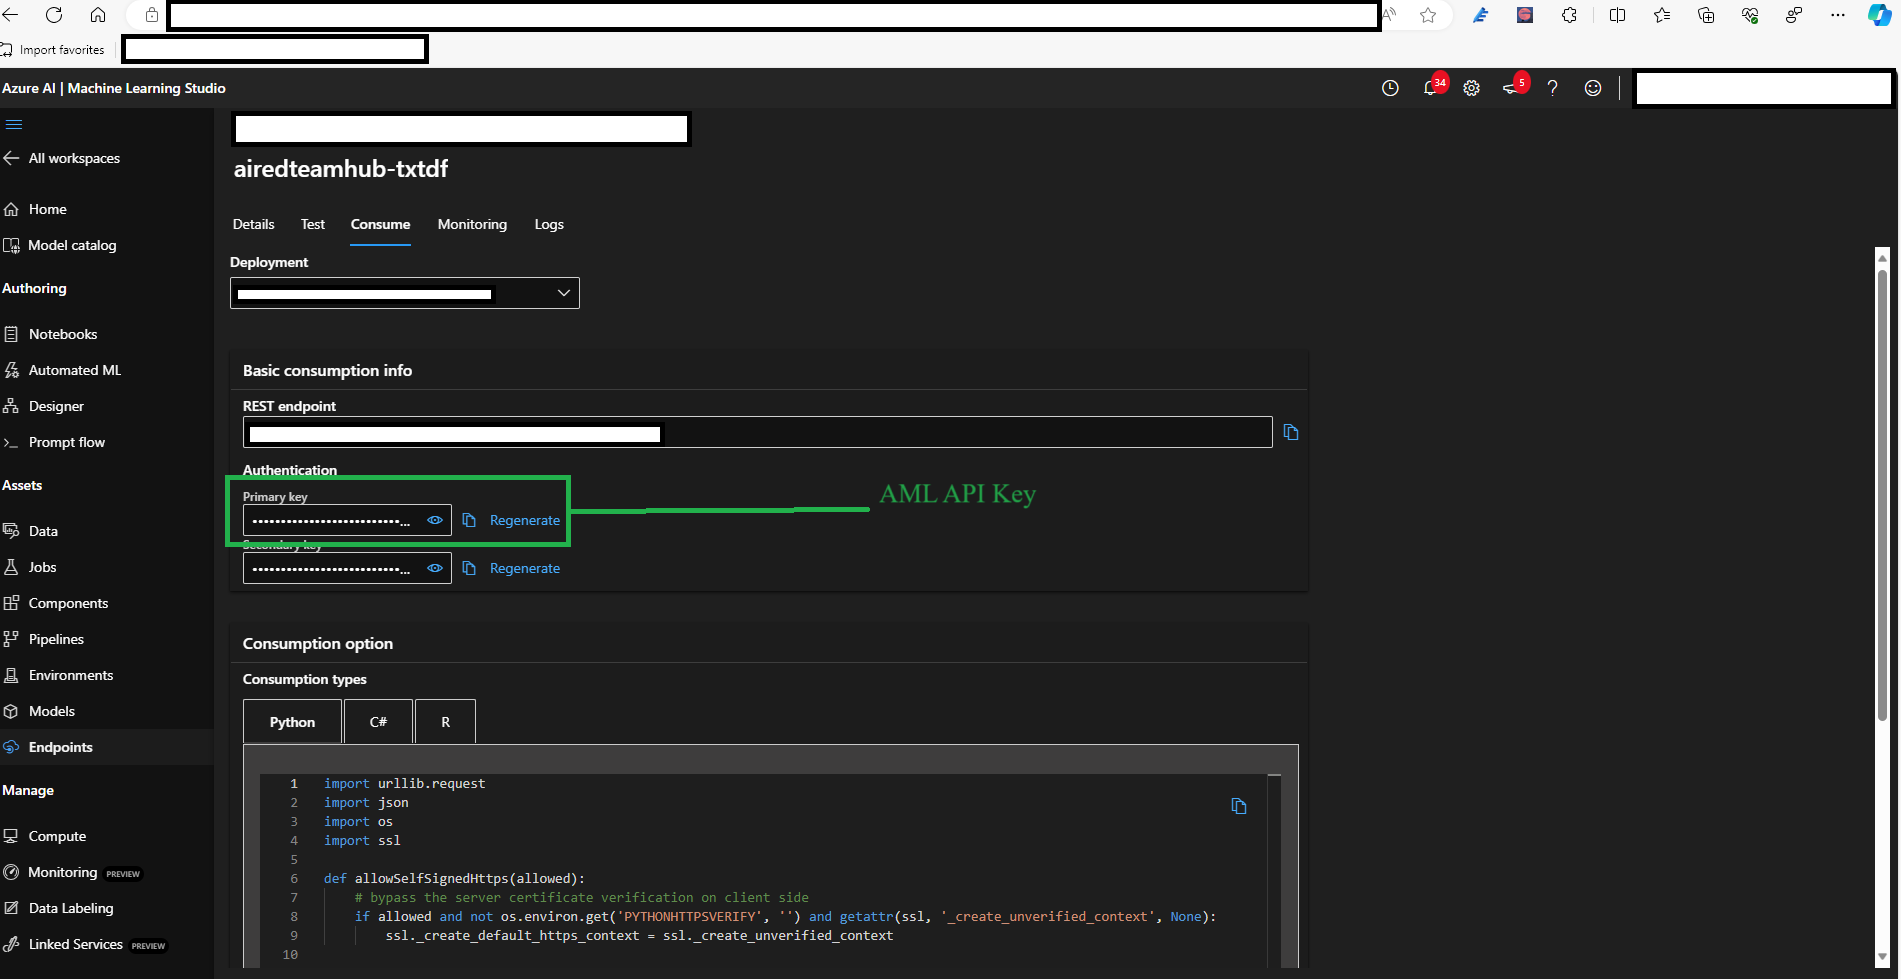 Import favorites
Azure AI | Machine Learning Studio
34
5
All workspaces
Home
Model catalog
Authoring
Notebooks
Automated ML
Designer
Prompt flow
Assets
Data
Jobs
Components
Pipelines
Environments
Models
Endpoints
Manage
Compute
Monitoring PREVIEW
Data Labeling
Linked Services PREVIEW
airedteamhub-txtdf
Details Test Consume Monitoring Logs
Deployment
Basic consumption info
REST endpoint
Authentication
Primary key
••••••••••••••••••••••••••... Regenerate
AML API Key
Secondary key
••••••••••••••••••••••••••... Regenerate
Consumption option
Consumption types
Python C# R
1 import urllib.request
2 import json
3 import os
4 import ssl
5
6 def allowSelfSignedHttps(allowed):
7 # bypass the server certificate verification on client side
8 if allowed and not os.environ.get('PYTHONHTTPSVERIFY', '') and getattr(ssl, '_create_unverified_context', None):
9 ssl._create_default_https_context = ssl._create_unverified_context
10